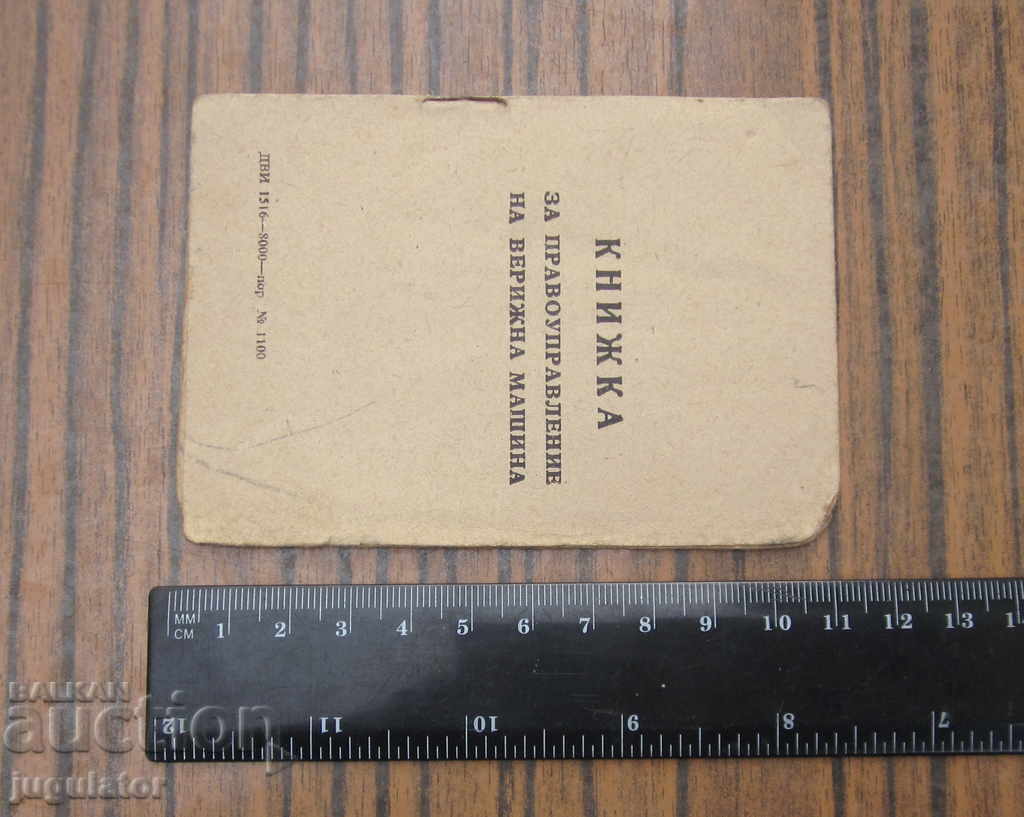 КНИЖКА
ЗА ПРАВОУПРАВЛЕНИЕ
НА ВЕРИЖНА МАШИНА
ДВИ 1516—8000—пор № 1100
ММ
СМ
1 2 3 4 5 6 7 8 9 10 11 12 13
12 11 10 9 8 7
BALKAN
auction
jugulator